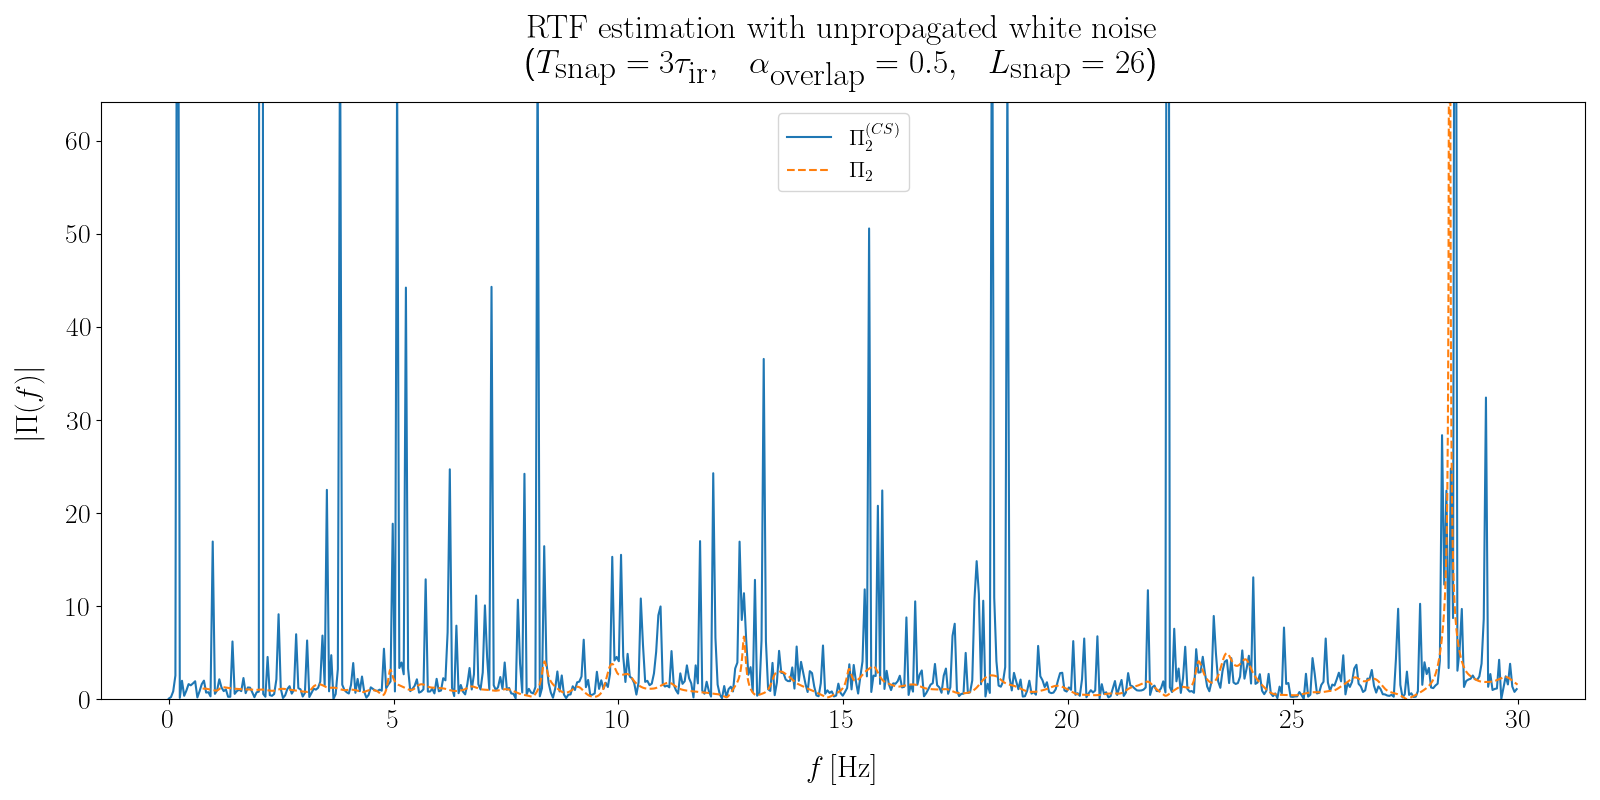 RTF estimation with unpropagated white noise
(T_snap = 3τ_ir, α_overlap = 0.5, L_snap = 26)
60
50
40
30
20
10
0
|Π(f)|
Π_2^(CS)
Π_2
0 5 10 15 20 25 30
f [Hz]